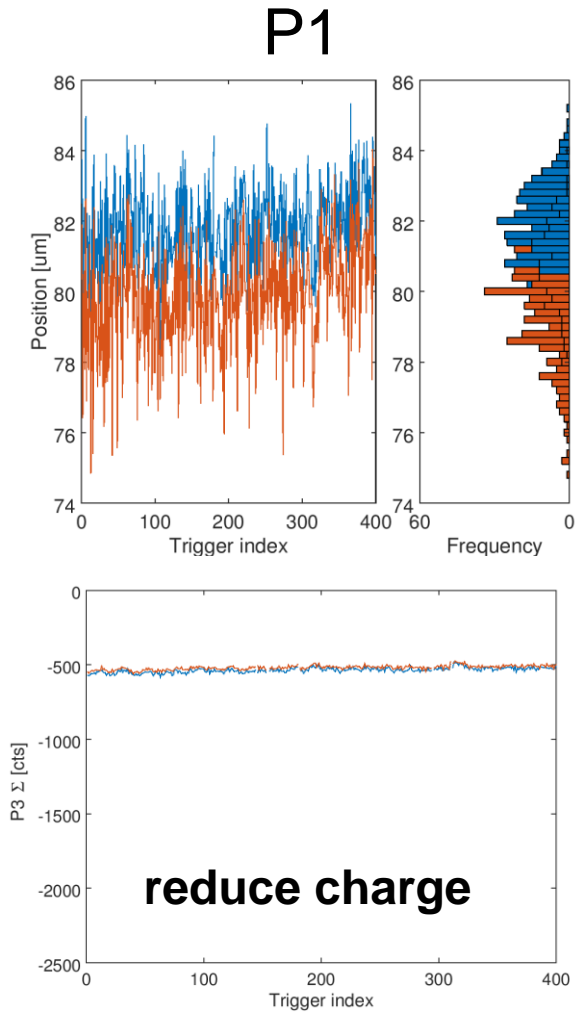 P1
86
84
82
80
78
76
74
Position [um]
0 100 200 300 400
Trigger index
86
84
82
80
78
76
74
60 0
Frequency
0
-500
-1000
-1500
-2000
-2500
P3 Σ [cts]
reduce charge
0 100 200 300 400
Trigger index